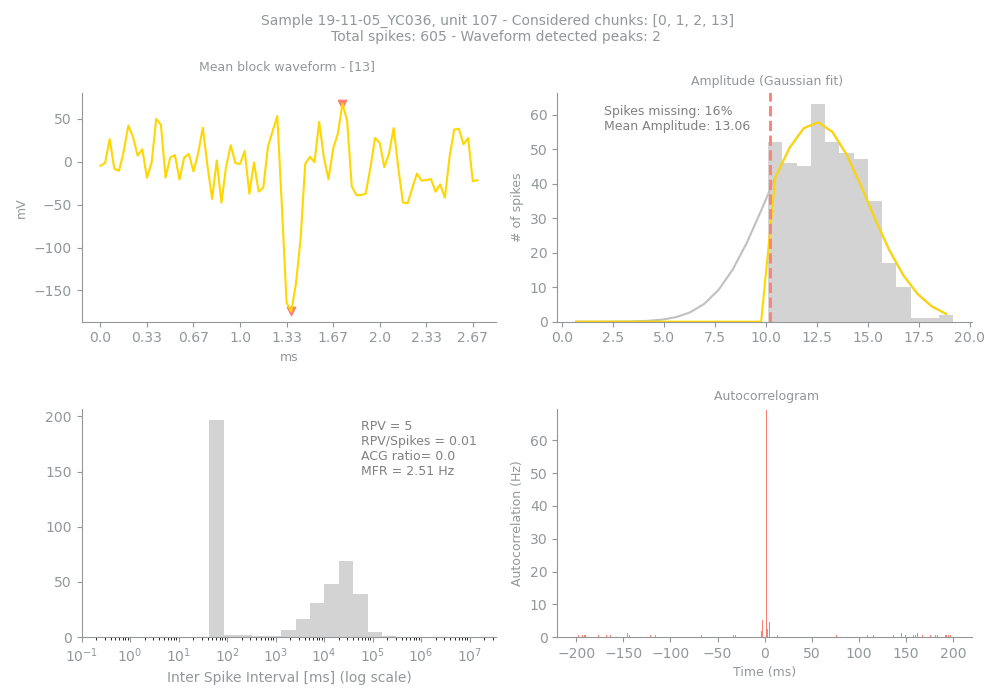 Sample 19-11-05_YC036, unit 107 - Considered chunks: [0, 1, 2, 13]
Total spikes: 605 - Waveform detected peaks: 2
Mean block waveform - [13]
50
0
−50
−100
−150
mV
0.0 0.33 0.67 1.0 1.33 1.67 2.0 2.33 2.67
ms
Amplitude (Gaussian fit)
Spikes missing: 16%
Mean Amplitude: 13.06
60
50
40
30
20
10
0
# of spikes
0.0 2.5 5.0 7.5 10.0 12.5 15.0 17.5 20.0
200
150
100
50
0
RPV = 5
RPV/Spikes = 0.01
ACG ratio= 0.0
MFR = 2.51 Hz
10⁻¹ 10⁰ 10¹ 10² 10³ 10⁴ 10⁵ 10⁶ 10⁷
Inter Spike Interval [ms] (log scale)
Autocorrelogram
60
50
40
30
20
10
0
Autocorrelation (Hz)
−200 −150 −100 −50 0 50 100 150 200
Time (ms)